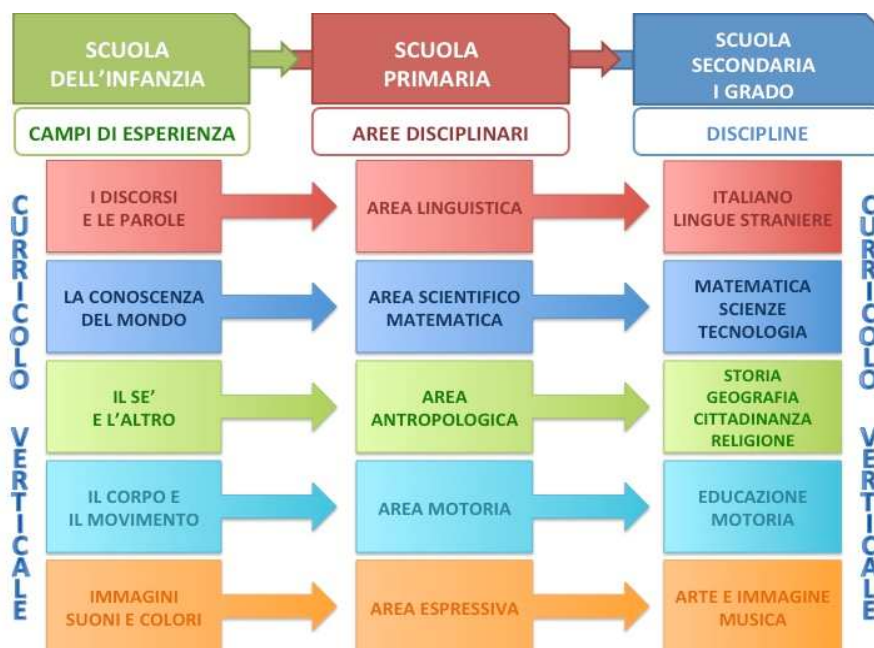 SCUOLA
DELL'INFANZIA
SCUOLA
PRIMARIA
SCUOLA
SECONDARIA
I GRADO
CAMPI DI ESPERIENZA
AREE DISCIPLINARI
DISCIPLINE
CURRICOLO VERTICALE
I DISCORSI
E LE PAROLE
AREA LINGUISTICA
ITALIANO
LINGUE STRANIERE
LA CONOSCENZA
DEL MONDO
AREA SCIENTIFICO
MATEMATICA
MATEMATICA
SCIENZE
TECNOLOGIA
IL SE'
E L'ALTRO
AREA
ANTROPOLOGICA
STORIA
GEOGRAFIA
CITTADINANZA
RELIGIONE
IL CORPO E
IL MOVIMENTO
AREA MOTORIA
EDUCAZIONE
MOTORIA
IMMAGINI
SUONI E COLORI
AREA ESPRESSIVA
ARTE E IMMAGINE
MUSICA
CURRICOLO VERTICALE